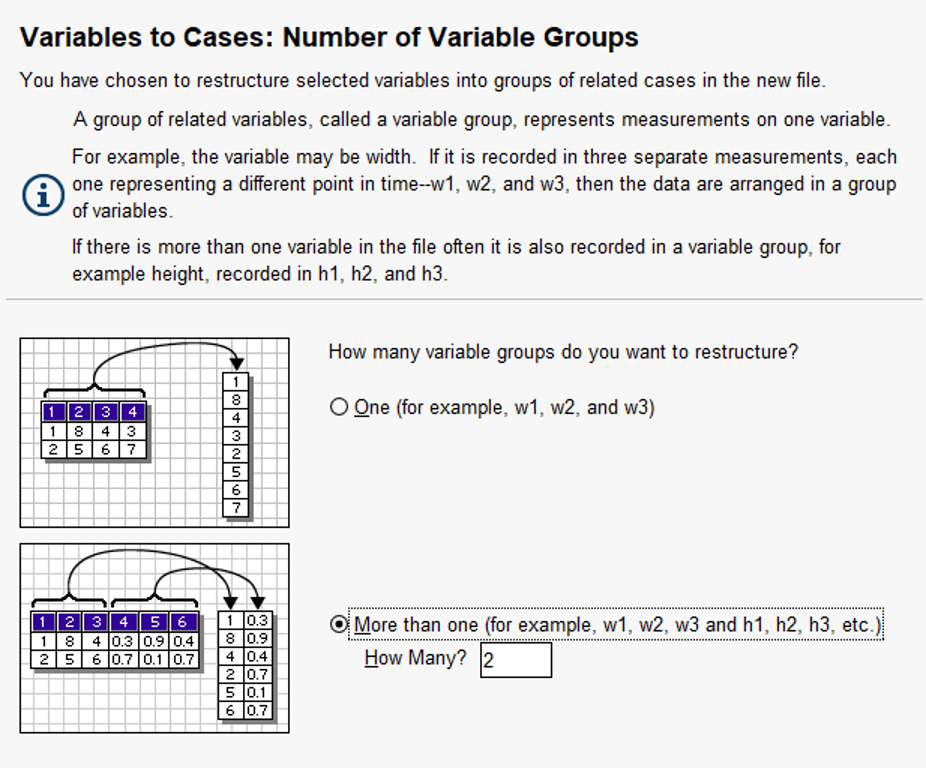 Variables to Cases: Number of Variable Groups
You have chosen to restructure selected variables into groups of related cases in the new file.
A group of related variables, called a variable group, represents measurements on one variable.
For example, the variable may be width.  If it is recorded in three separate measurements, each
one representing a different point in time--w1, w2, and w3, then the data are arranged in a group
of variables.
If there is more than one variable in the file often it is also recorded in a variable group, for
example height, recorded in h1, h2, and h3.
How many variable groups do you want to restructure?
One (for example, w1, w2, and w3)
1 2 3 4
1 8 4 3
2 5 6 7
1
8
4
3
2
5
6
7
More than one (for example, w1, w2, w3 and h1, h2, h3, etc.)
How Many? 2
1 2 3 4 5 6
1 8 4 0.3 0.9 0.4
2 5 6 0.7 0.1 0.7
1 0.3
8 0.9
4 0.4
2 0.7
5 0.1
6 0.7